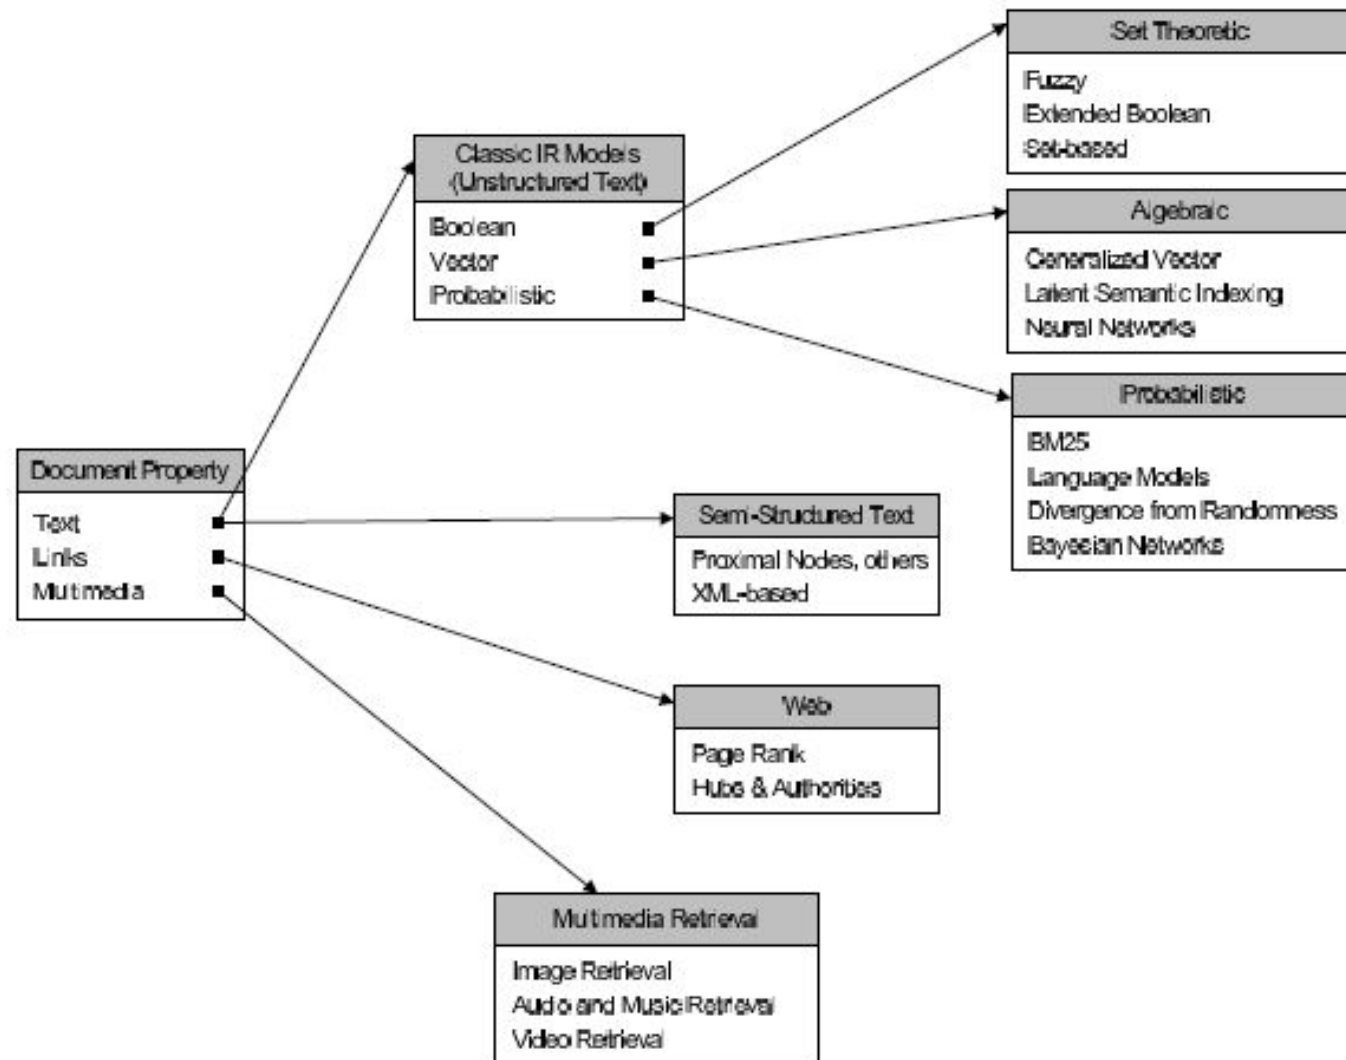 Set Theoretic
Fuzzy
Extended Boolean
Set-based
Classic IR Models
(Unstructured Text)
Boolean
Vector
Probabilistic
Algebraic
Generalized Vector
Latent Semantic Indexing
Neural Networks
Probabilistic
BM25
Language Models
Divergence from Randomness
Bayesian Networks
Document Property
Text
Links
Multimedia
Semi-Structured Text
Proximal Nodes, others
XML-based
Web
Page Rank
Hubs & Authorities
Multimedia Retrieval
Image Retrieval
Audio and Music Retrieval
Video Retrieval